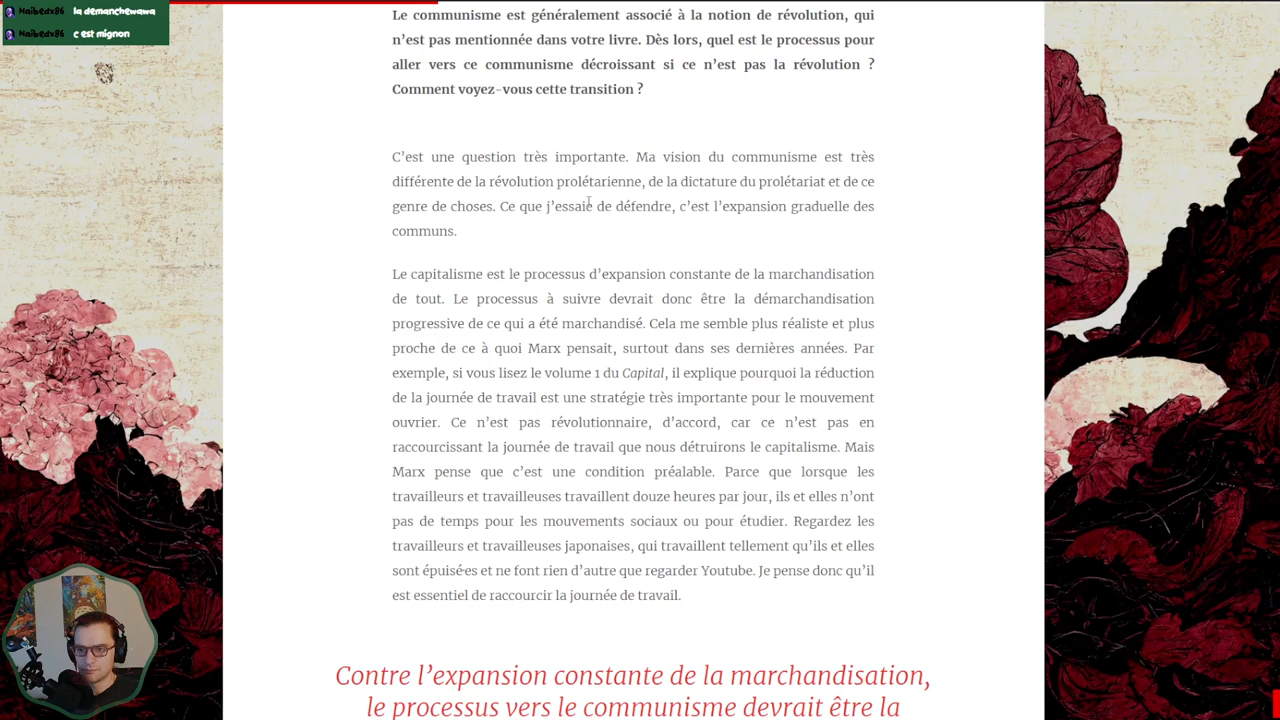 Naibedx86 la demanchewawa
Naibedx86 c est mignon
Le communisme est généralement associé à la notion de révolution, qui
n’est pas mentionnée dans votre livre. Dès lors, quel est le processus pour
aller vers ce communisme décroissant si ce n’est pas la révolution ?
Comment voyez-vous cette transition ?
C’est une question très importante. Ma vision du communisme est très
différente de la révolution prolétarienne, de la dictature du prolétariat et de ce
genre de choses. Ce que j’essaie de défendre, c’est l’expansion graduelle des
communs.
Le capitalisme est le processus d’expansion constante de la marchandisation
de tout. Le processus à suivre devrait donc être la démarchandisation
progressive de ce qui a été marchandisé. Cela me semble plus réaliste et plus
proche de ce à quoi Marx pensait, surtout dans ses dernières années. Par
exemple, si vous lisez le volume 1 du Capital, il explique pourquoi la réduction
de la journée de travail est une stratégie très importante pour le mouvement
ouvrier. Ce n’est pas révolutionnaire, d’accord, car ce n’est pas en
raccourcissant la journée de travail que nous détruirons le capitalisme. Mais
Marx pense que c’est une condition préalable. Parce que lorsque les
travailleurs et travailleuses travaillent douze heures par jour, ils et elles n’ont
pas de temps pour les mouvements sociaux ou pour étudier. Regardez les
travailleurs et travailleuses japonaises, qui travaillent tellement qu’ils et elles
sont épuisé·es et ne font rien d’autre que regarder Youtube. Je pense donc qu’il
est essentiel de raccourcir la journée de travail.
Contre l’expansion constante de la marchandisation,
le processus vers le communisme devrait être la